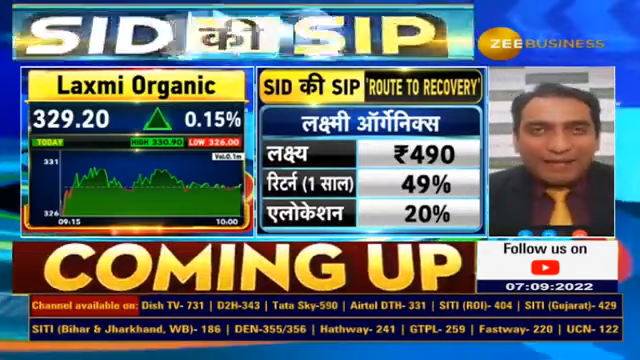 SID की SIP
ZEE BUSINESS
Laxmi Organic
329.20 0.15%
TODAY HIGH 330.90 LOW 326.00
Vol.0.1m
331
326
09:15 10:00
SID की SIP 'ROUTE TO RECOVERY'
लक्ष्मी ऑर्गेनिक्स
लक्ष्य ₹490
रिटर्न (1 साल) 49%
एलोकेशन 20%
COMING UP
Follow us on
07:09:2022
Channel available on: Dish TV- 731 | D2H-343 | Tata Sky-590 | Airtel DTH- 331 | SITI (ROI)- 404 | SITI (Gujarat)- 429
SITI (Bihar & Jharkhand, WB)- 186 | DEN-355/356 | Hathway- 241 | GTPL- 259 | Fastway- 220 | UCN- 122